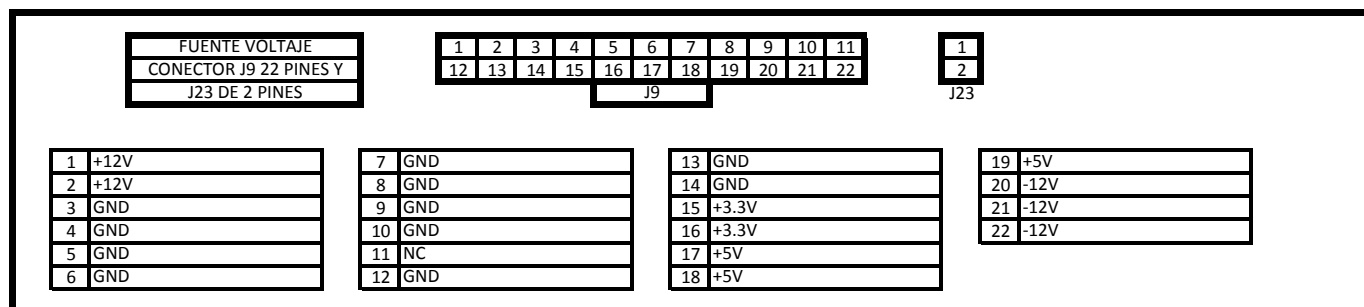 FUENTE VOLTAJE
CONECTOR J9 22 PINES Y
J23 DE 2 PINES
1 2 3 4 5 6 7 8 9 10 11
12 13 14 15 16 17 18 19 20 21 22
J9
1
2
J23
1 +12V
2 +12V
3 GND
4 GND
5 GND
6 GND
7 GND
8 GND
9 GND
10 GND
11 NC
12 GND
13 GND
14 GND
15 +3.3V
16 +3.3V
17 +5V
18 +5V
19 +5V
20 -12V
21 -12V
22 -12V